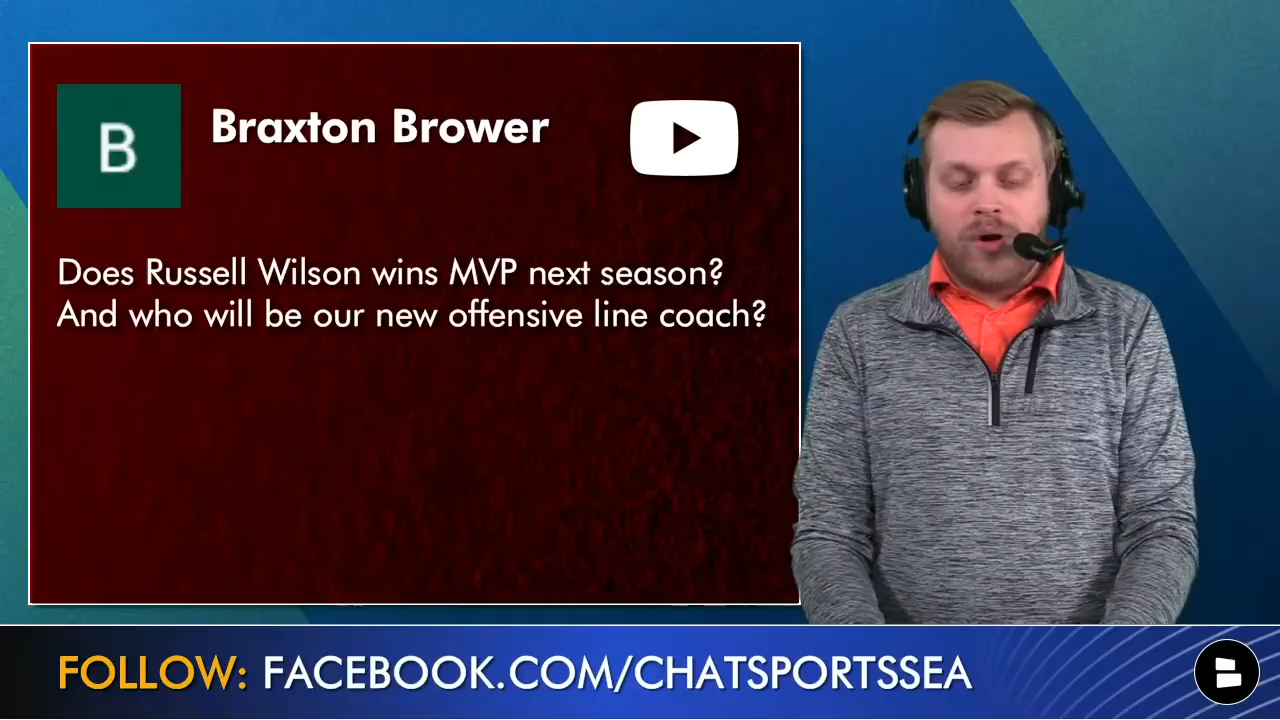 B
Braxton Brower
Does Russell Wilson wins MVP next season?
And who will be our new offensive line coach?
FOLLOW: FACEBOOK.COM/CHATSPORTSSEA